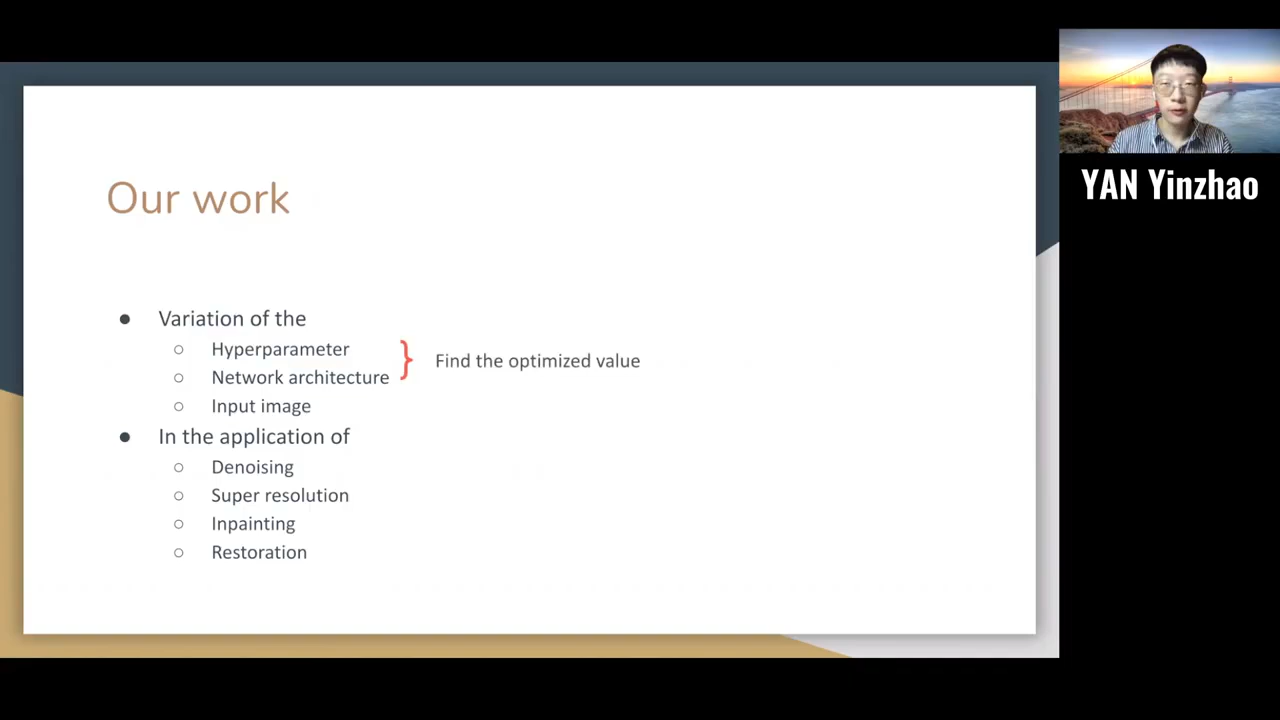 Our work
● Variation of the
○ Hyperparameter
○ Network architecture
} Find the optimized value
○ Input image
● In the application of
○ Denoising
○ Super resolution
○ Inpainting
○ Restoration
YAN Yinzhao